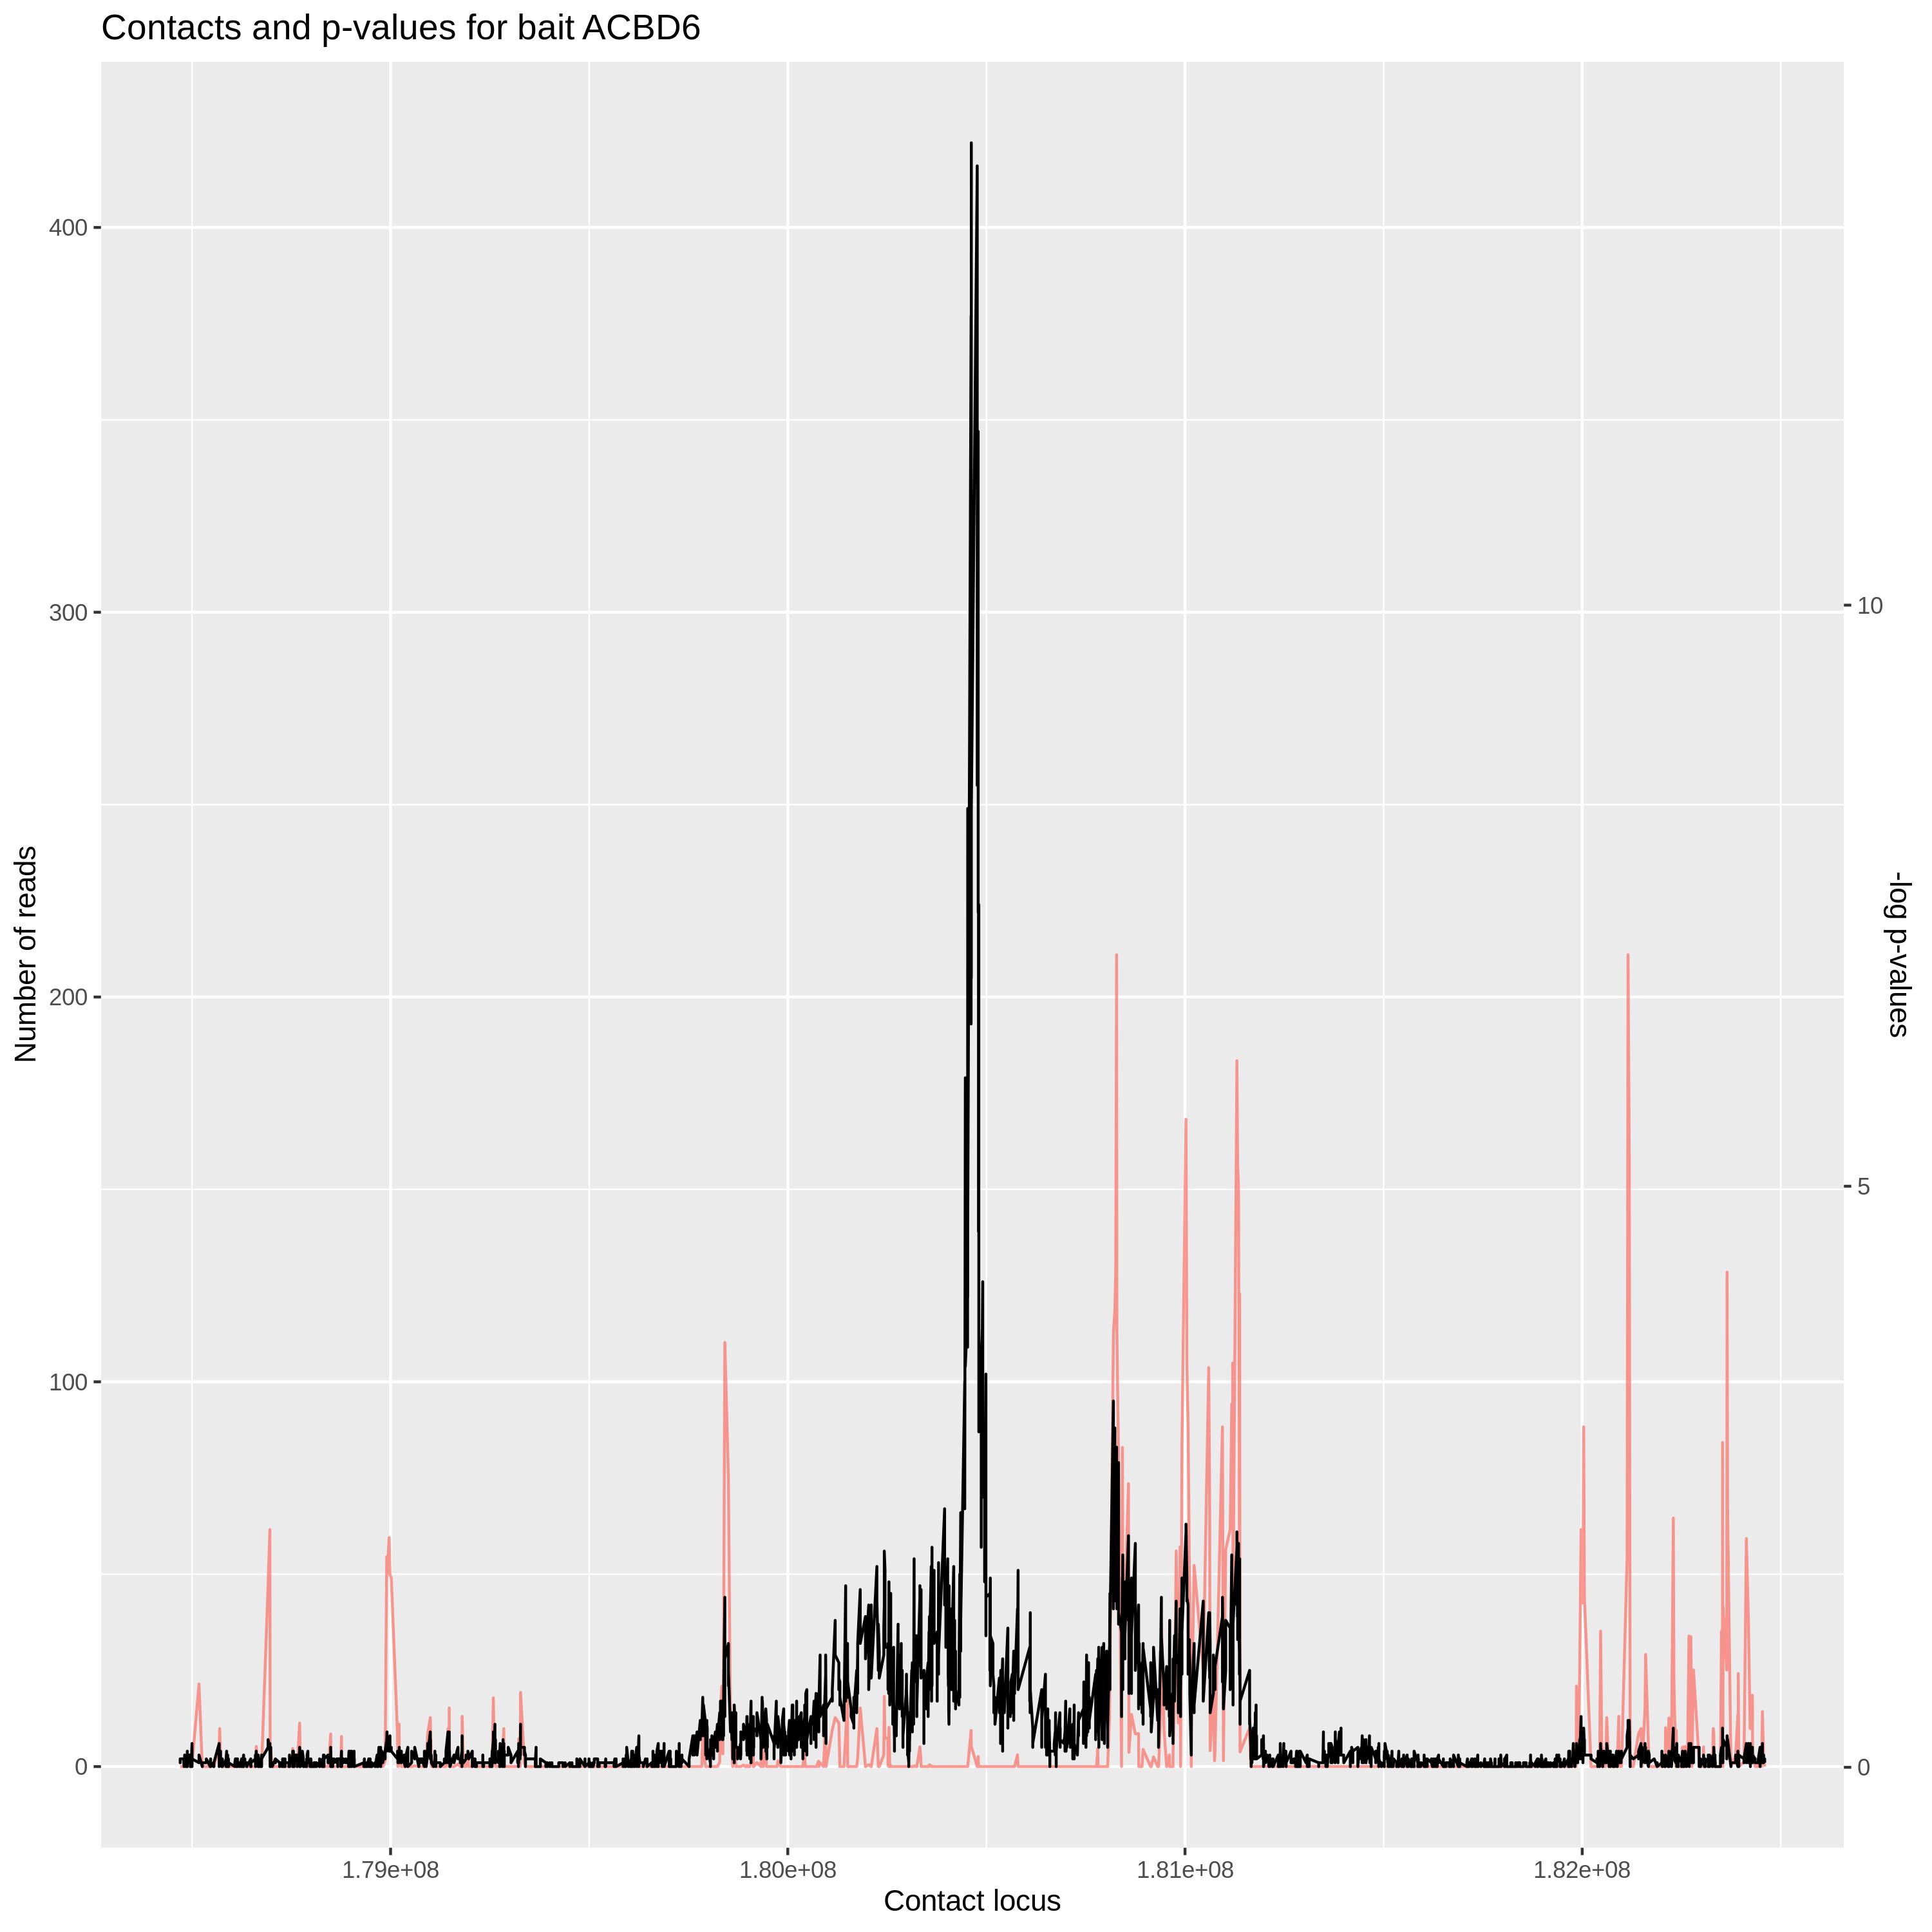 Contacts and p-values for bait ACBD6
Number of reads
400
300
200
100
0
10
5
0
-log p-values
1.79e+08
1.80e+08
1.81e+08
1.82e+08
Contact locus